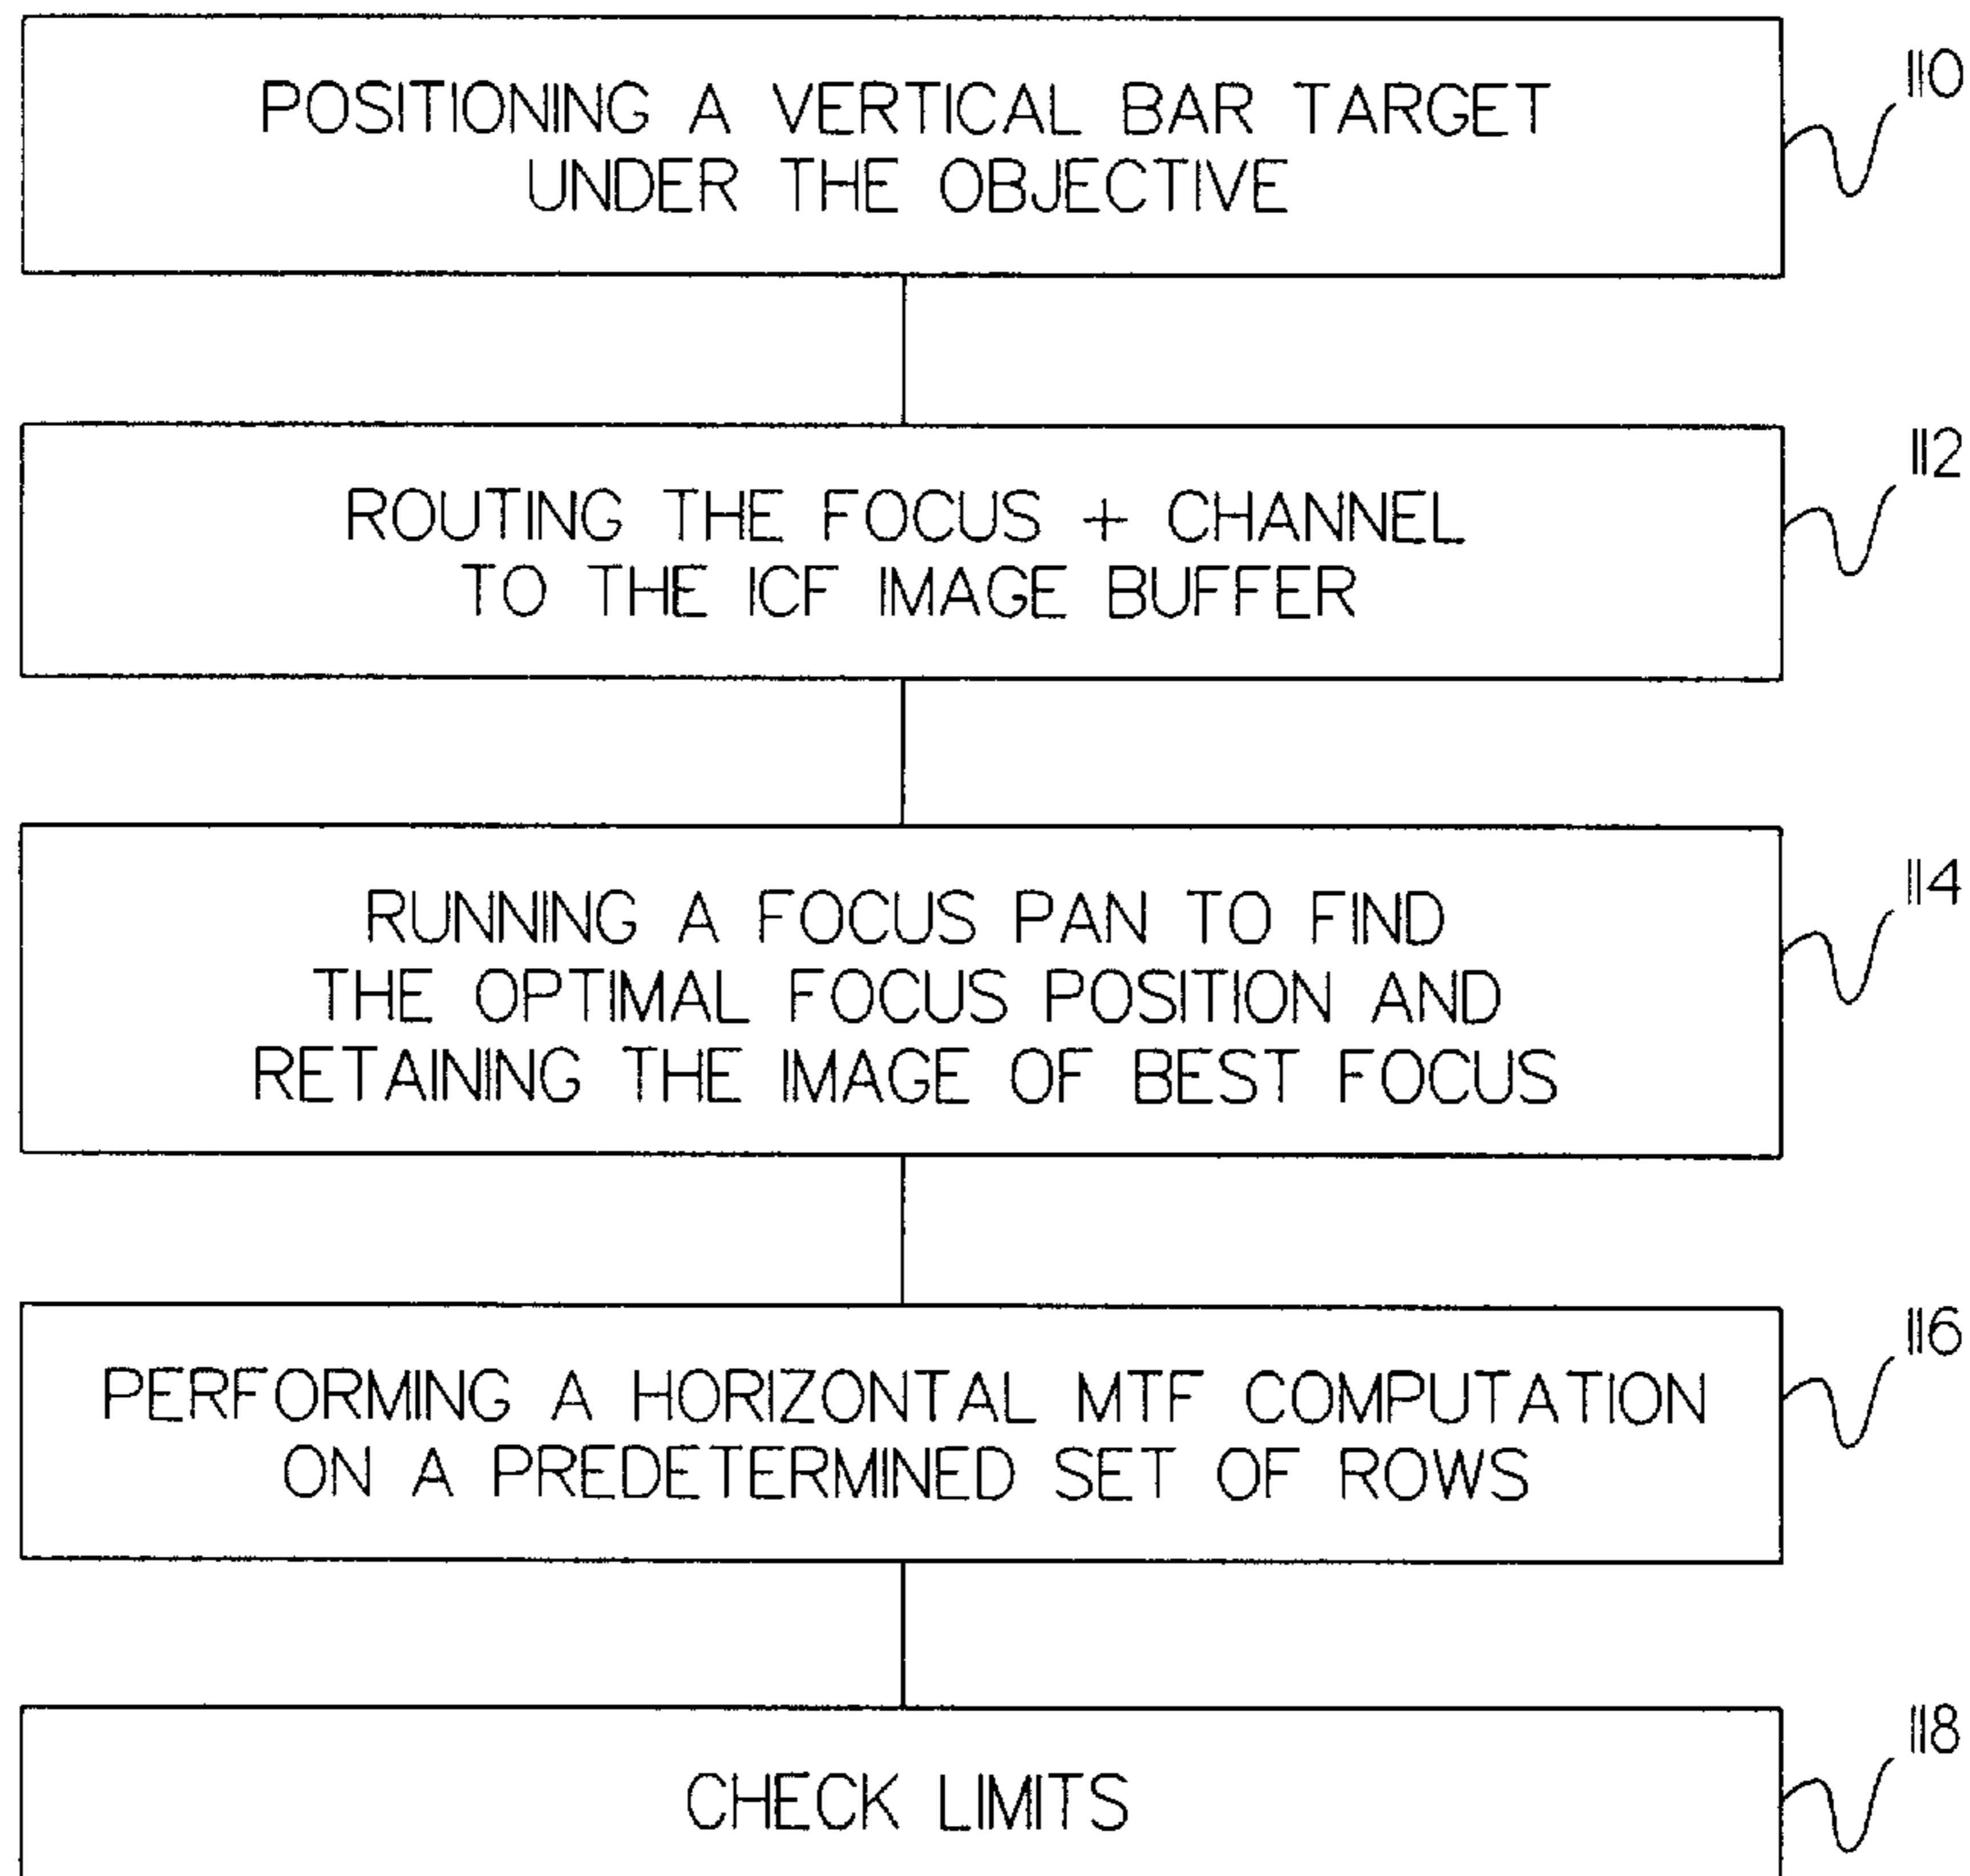 POSITIONING A VERTICAL BAR TARGET
UNDER THE OBJECTIVE
110
ROUTING THE FOCUS + CHANNEL
TO THE ICF IMAGE BUFFER
112
RUNNING A FOCUS PAN TO FIND
THE OPTIMAL FOCUS POSITION AND
RETAINING THE IMAGE OF BEST FOCUS
114
PERFORMING A HORIZONTAL MTF COMPUTATION
ON A PREDETERMINED SET OF ROWS
116
CHECK LIMITS
118